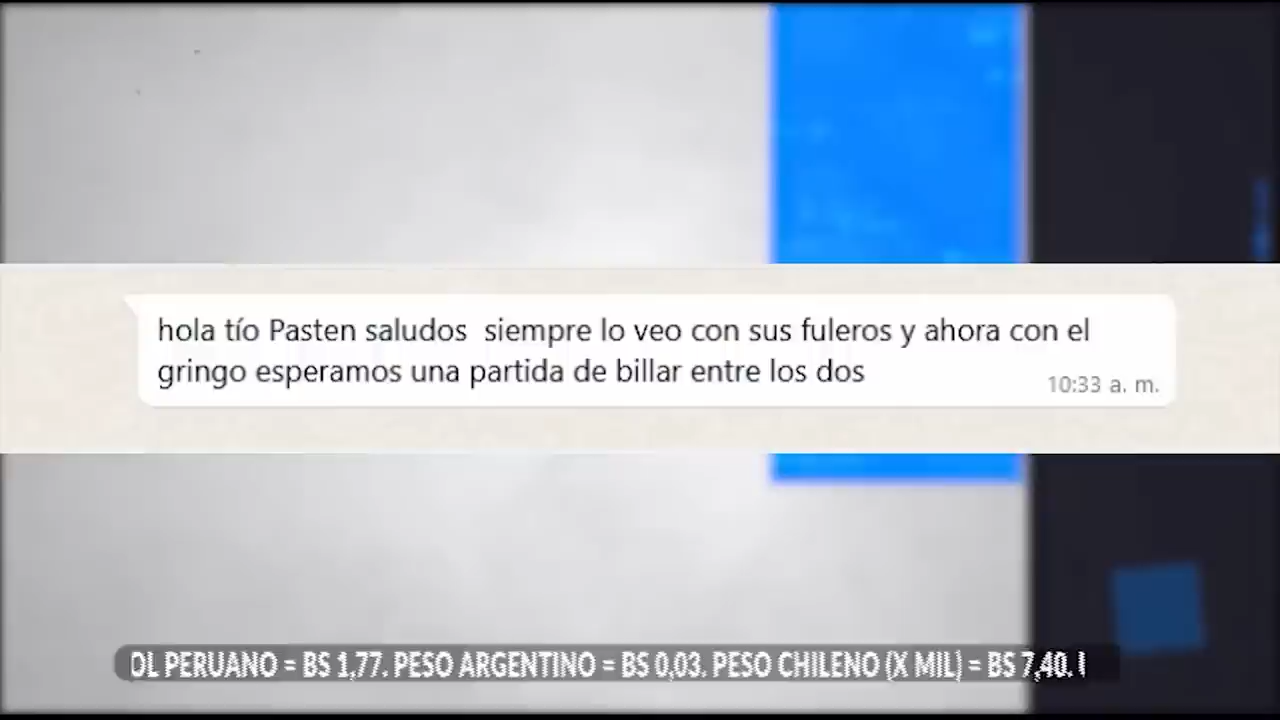 hola tío Pasten saludos  siempre lo veo con sus fuleros y ahora con el
gringo esperamos una partida de billar entre los dos
10:33 a. m.
OL PERUANO = BS 1,77. PESO ARGENTINO = BS 0,03. PESO CHILENO (X MIL) = BS 7,40.